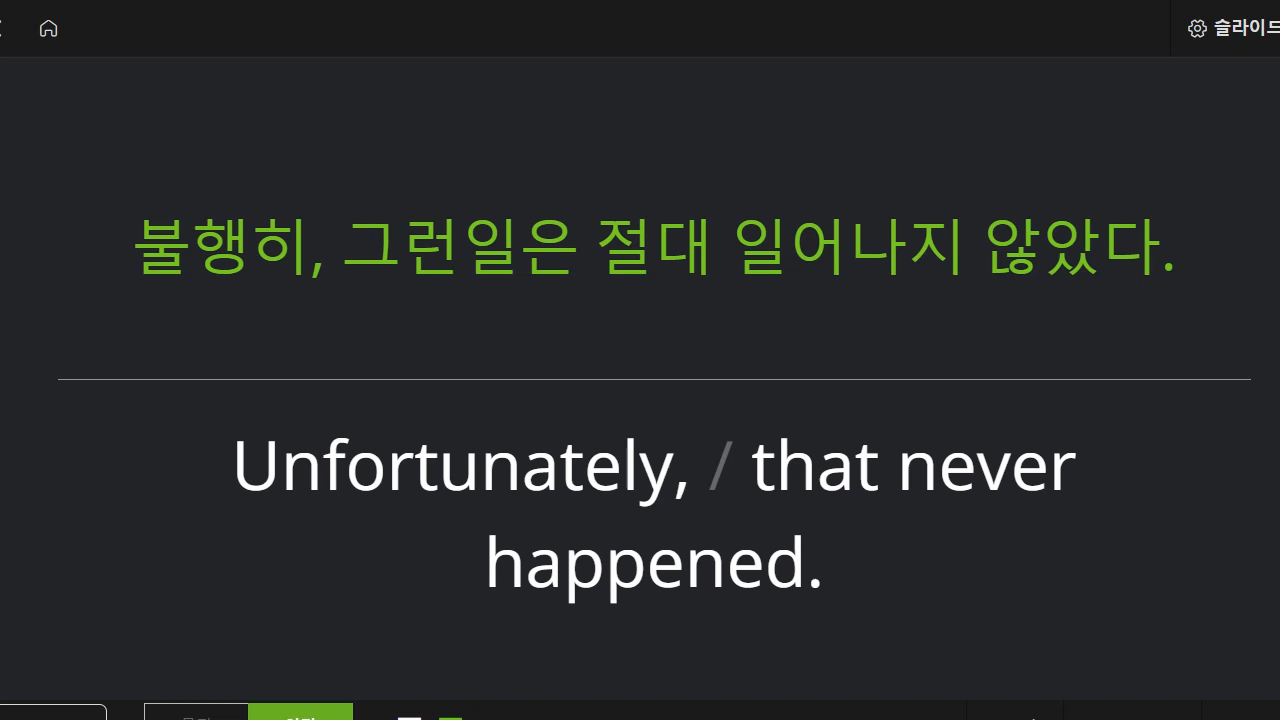 슬라이드
불행히, 그런일은 절대 일어나지 않았다.
Unfortunately, / that never
happened.